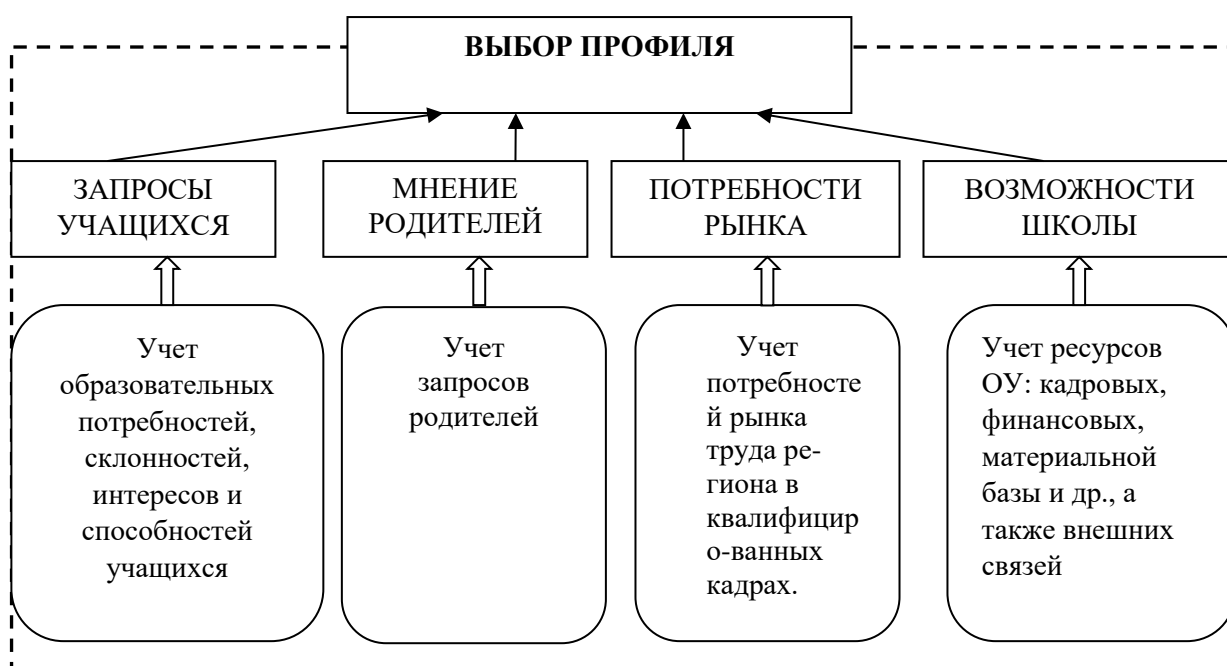 ВЫБОР ПРОФИЛЯ
ЗАПРОСЫ
УЧАЩИХСЯ
МНЕНИЕ
РОДИТЕЛЕЙ
ПОТРЕБНОСТИ
РЫНКА
ВОЗМОЖНОСТИ
ШКОЛЫ
Учет
образовательных
потребностей,
склонностей,
интересов и
способностей
учащихся
Учет
запросов
родителей
Учет
потребносте
й рынка
труда ре-
гиона в
квалифициро
о-ванных
кадрах.
Учет ресурсов
ОУ: кадровых,
финансовых,
материальной
базы и др., а
также внешних
связей